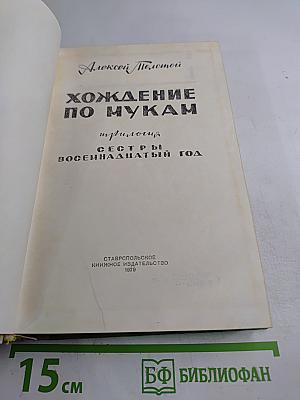 Алексей Толстой
ХОЖДЕНИЕ
ПО МУКАМ
трилогия
СЕСТРЫ
ВОСЕМНАДЦАТЫЙ ГОД
СТАВРОПОЛЬСКОЕ
КНИЖНОЕ ИЗДАТЕЛЬСТВО
1979
15 см
БФ БИБЛИОФАН